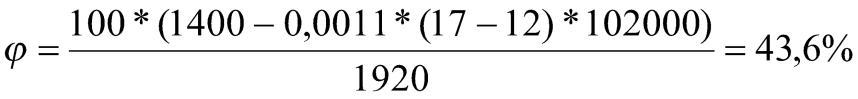 φ = 100 * (1400 − 0,0011 * (17 − 12) * 102000) / 1920 = 43,6%